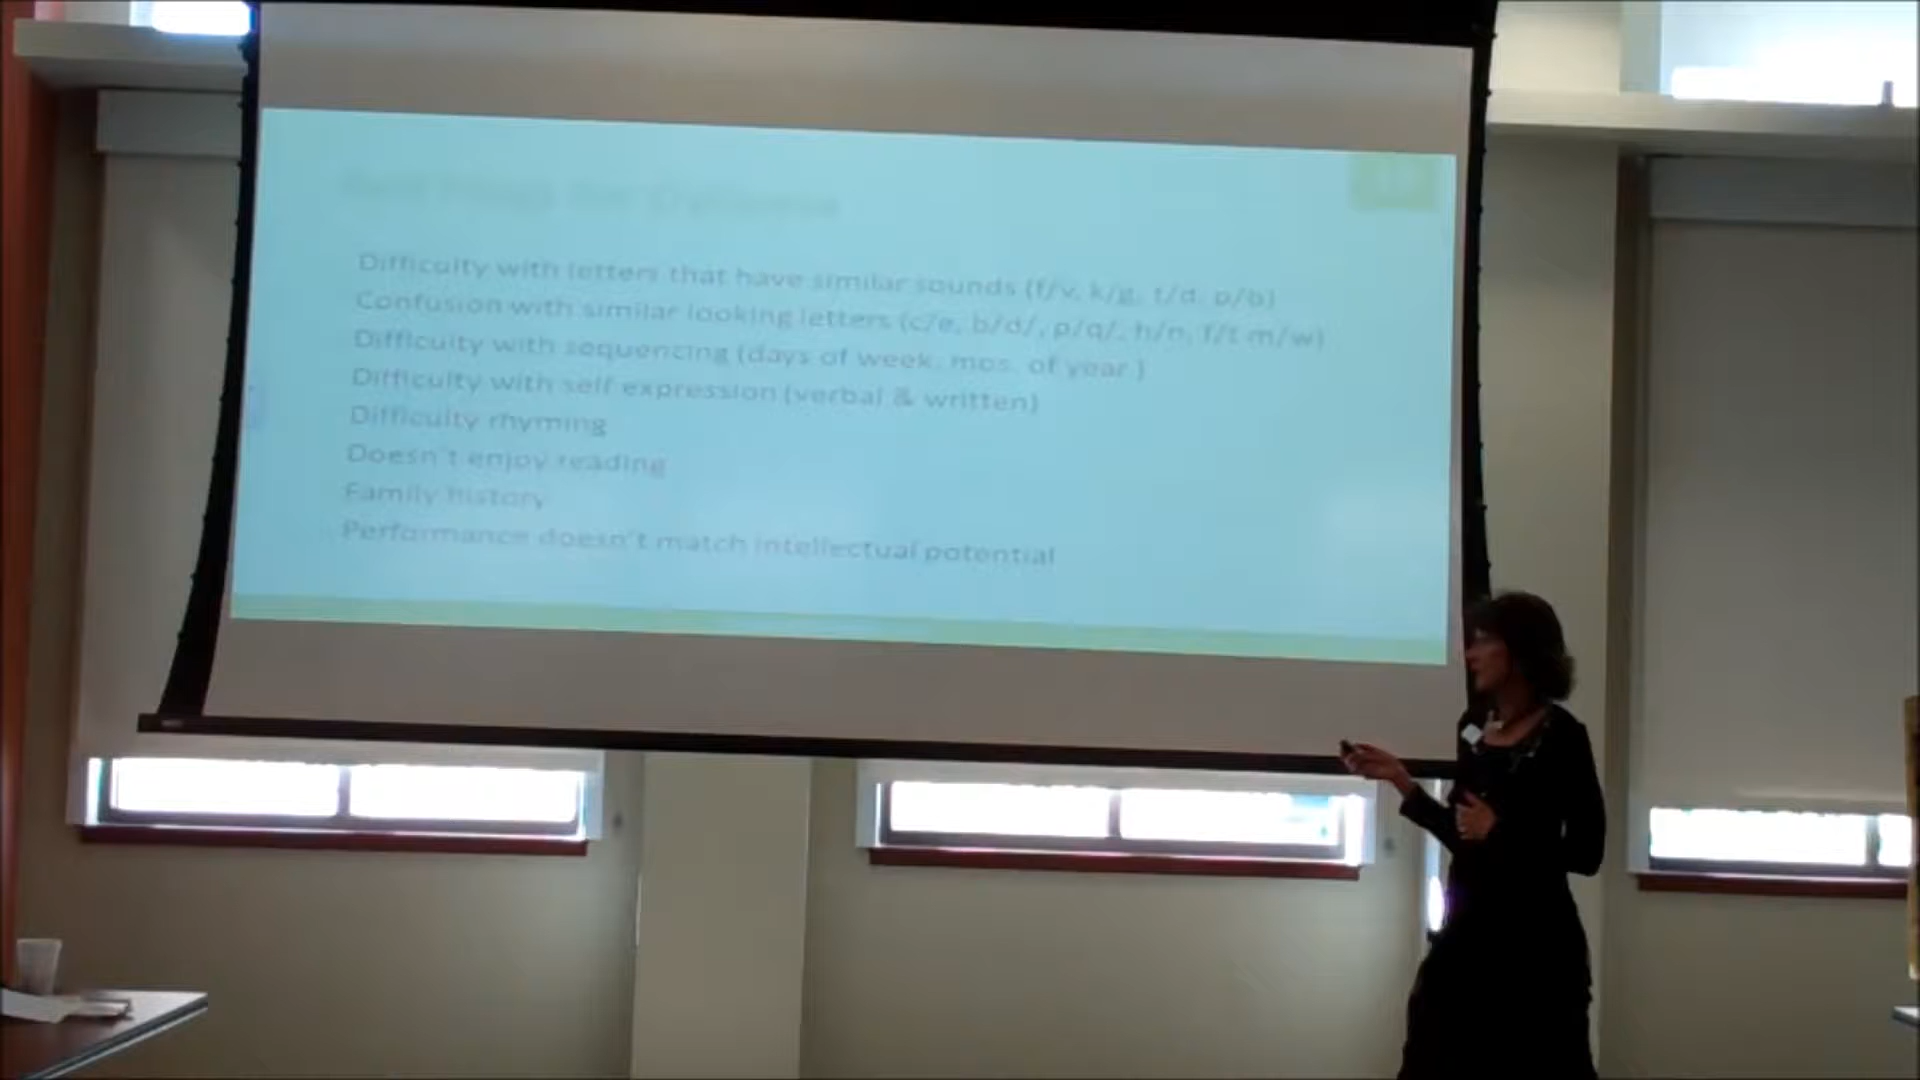 Difficulty with letters that have similar sounds (f/v, k/g, t/d, p/b)
Confusion with similar looking letters (c/e, b/d/, p/q/, h/n, f/t m/w)
Difficulty with sequencing (days of week, mos. of year )
Difficulty with self expression (verbal & written)
Difficulty rhyming
Doesn't enjoy reading
Family history
Performance doesn't match intellectual potential